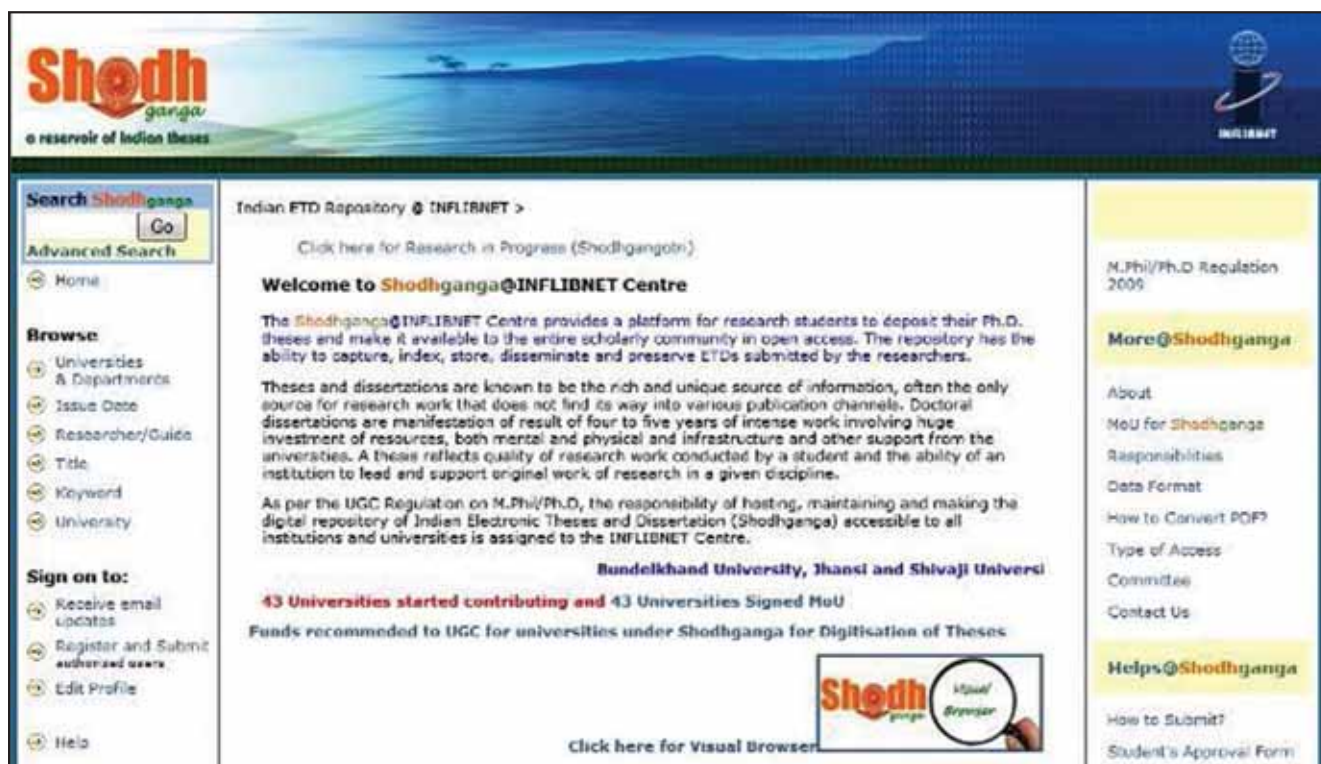 Shodh
ganga
a reservoir of Indian theses
INFLIBNET
Search Shodhganga
Go
Advanced Search
Home
Browse
Universities
& Departments
Issue Date
Researcher/Guide
Title
Keyword
University
Sign on to:
Receive email
updates
Register and Submit
authorized users
Edit Profile
Help
Indian ETD Repository @ INFLIBNET >
Click here for Research in Progress (Shodhgangotri)
Welcome to Shodhganga@INFLIBNET Centre
The Shodhganga@INFLIBNET Centre provides a platform for research students to deposit their Ph.D.
theses and make it available to the entire scholarly community in open access. The repository has the
ability to capture, index, store, disseminate and preserve ETDs submitted by the researchers.
Theses and dissertations are known to be the rich and unique source of information, often the only
source for research work that does not find its way into various publication channels. Doctoral
dissertations are manifestation of result of four to five years of intense work involving huge
investment of resources, both mental and physical and infrastructure and other support from the
universities. A thesis reflects quality of research work conducted by a student and the ability of an
institution to lead and support original work of research in a given discipline.
As per the UGC Regulation on M.Phil/Ph.D, the responsibility of hosting, maintaining and making the
digital repository of Indian Electronic Theses and Dissertation (Shodhganga) accessible to all
institutions and universities is assigned to the INFLIBNET Centre.
Bundelkhand University, Jhansi and Shivaji Universi
43 Universities started contributing and 43 Universities Signed MoU
Funds recommeded to UGC for universities under Shodhganga for Digitisation of Theses
Shodh
ganga
Visual
Browser
Click here for Visual Browser
M.Phil/Ph.D Regulation
2009
More@Shodhganga
About
MoU for Shodhganga
Responsibilities
Data Format
How to Convert PDF?
Type of Access
Committee
Contact Us
Helps@Shodhganga
How to Submit?
Student's Approval Form